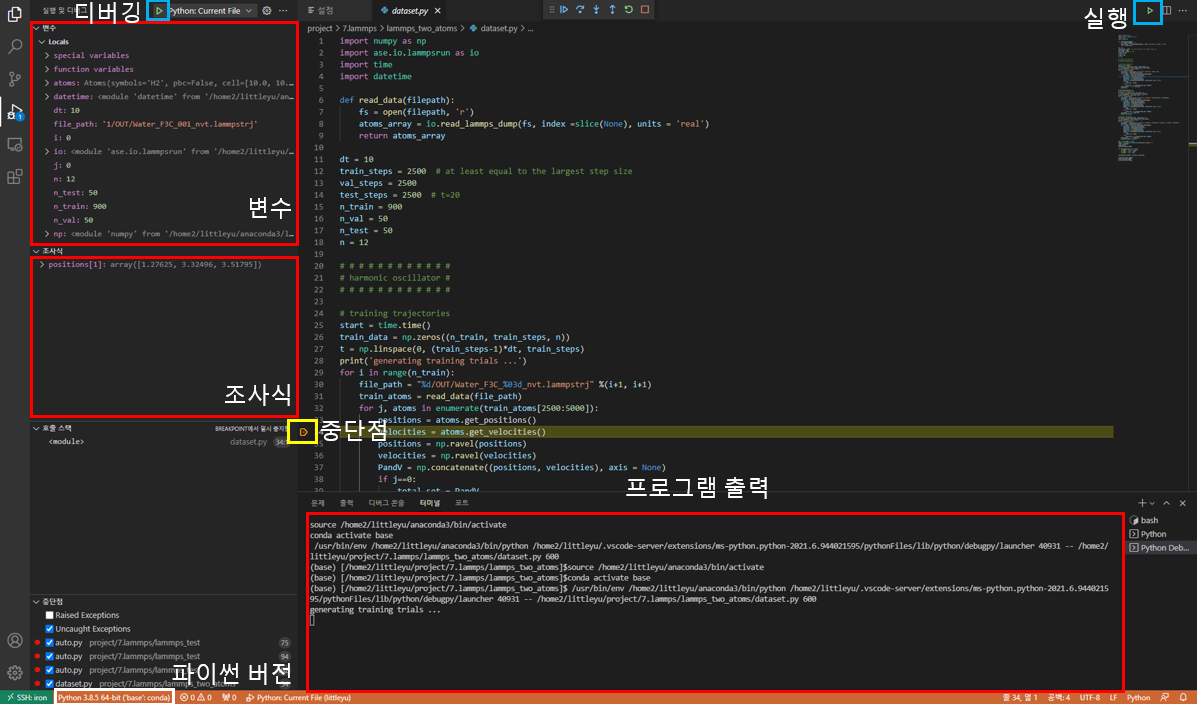 실행 및 디버그
디버깅
Python: Current File
변수
Locals
special variables
function variables
atoms: Atoms(symbols='H2', pbc=False, cell=[10.0, 10.…
datetime: <module 'datetime' from '/home2/littleyu/an…
dt: 10
file_path: '1/OUT/Water_F3C_001_nvt.lammpstrj'
i: 0
io: <module 'ase.io.lammpsrun' from '/home2/littleyu/…
j: 0
n: 12
n_test: 50
n_train: 900
n_val: 50
np: <module 'numpy' from '/home2/littleyu/anaconda3/l…
변수
조사식
positions[1]: array([1.27625, 3.32496, 3.51795])
조사식
호출 스택
BREAKPOINT에서 일시 중지됨
<module>
dataset.py
중단점
Raised Exceptions
Uncaught Exceptions
auto.py project/7.lammps/lammps_test 75
auto.py project/7.lammps/lammps_test 94
auto.py project/7.lammps/lammps_test
dataset.py project/7.lammps/lammps_two_atoms
파이썬 버전
설정
dataset.py
실행
project > 7.lammps > lammps_two_atoms > dataset.py > ...
1 import numpy as np
2 import ase.io.lammpsrun as io
3 import time
4 import datetime
5
6 def read_data(filepath):
7 fs = open(filepath, 'r')
8 atoms_array = io.read_lammps_dump(fs, index =slice(None), units = 'real')
9 return atoms_array
10
11 dt = 10
12 train_steps = 2500 # at least equal to the largest step size
13 val_steps = 2500
14 test_steps = 2500 # t=20
15 n_train = 900
16 n_val = 50
17 n_test = 50
18 n = 12
19
20 # # # # # # # # # # # #
21 # harmonic oscillator #
22 # # # # # # # # # # # #
23
24 # training trajectories
25 start = time.time()
26 train_data = np.zeros((n_train, train_steps, n))
27 t = np.linspace(0, (train_steps-1)*dt, train_steps)
28 print('generating training trials ...')
29 for i in range(n_train):
30 file_path = "%d/OUT/Water_F3C_%03d_nvt.lammpstrj" %(i+1, i+1)
31 train_atoms = read_data(file_path)
32 for j, atoms in enumerate(train_atoms[2500:5000]):
positions = atoms.get_positions()
중단점
velocities = atoms.get_velocities()
35 positions = np.ravel(positions)
36 velocities = np.ravel(velocities)
37 PandV = np.concatenate((positions, velocities), axis = None)
38 if j==0:
39 total_set = PandV
프로그램 출력
문제 출력 디버그 콘솔 터미널 포트
source /home2/littleyu/anaconda3/bin/activate
conda activate base
/usr/bin/env /home2/littleyu/anaconda3/bin/python /home2/littleyu/.vscode-server/extensions/ms-python.python-2021.6.944021595/pythonFiles/lib/python/debugpy/launcher 40931 -- /home2/
littleyu/project/7.lammps/lammps_two_atoms/dataset.py 600
(base) [/home2/littleyu/project/7.lammps/lammps_two_atoms]$source /home2/littleyu/anaconda3/bin/activate
(base) [/home2/littleyu/project/7.lammps/lammps_two_atoms]$conda activate base
(base) [/home2/littleyu/project/7.lammps/lammps_two_atoms]$ /usr/bin/env /home2/littleyu/anaconda3/bin/python /home2/littleyu/.vscode-server/extensions/ms-python.python-2021.6.9440215
95/pythonFiles/lib/python/debugpy/launcher 40931 -- /home2/littleyu/project/7.lammps/lammps_two_atoms/dataset.py 600
generating training trials ...
bash
Python
Python Deb...
SSH: iron
Python 3.8.5 64-bit ('base': conda)
0 0
0
Python: Current File (littleyu)
줄 34, 열 1
공백: 4
UTF-8
LF
Python